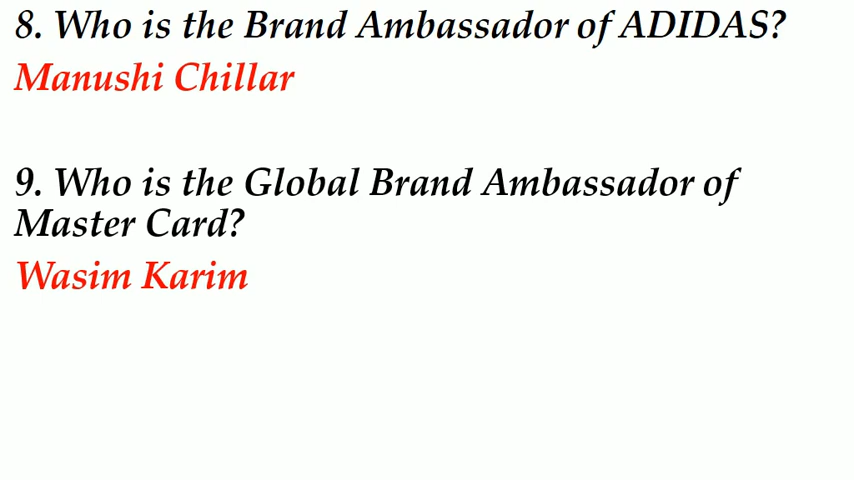 8. Who is the Brand Ambassador of ADIDAS?
Manushi Chillar
9. Who is the Global Brand Ambassador of
Master Card?
Wasim Karim